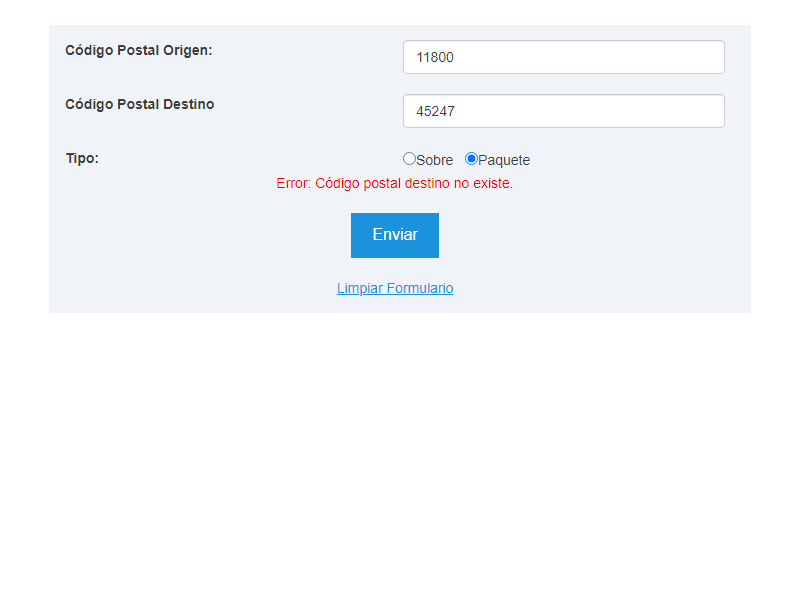 Código Postal Origen:
11800
Código Postal Destino
45247
Tipo:
Sobre Paquete
Error: Código postal destino no existe.
Enviar
Limpiar Formulario